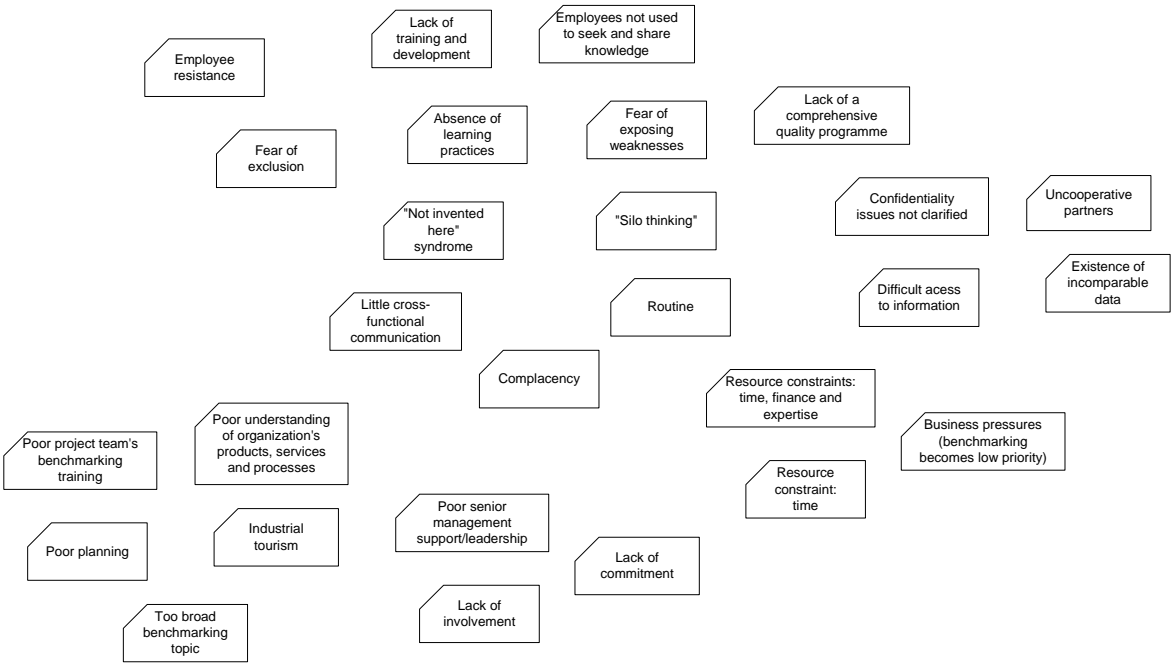 Lack of
training and
development
Employees not used
to seek and share
knowledge
Employee
resistance
Lack of a
comprehensive
quality programme
Absence of
learning
practices
Fear of
exposing
weaknesses
Fear of
exclusion
Confidentiality
issues not clarified
Uncooperative
partners
"Not invented
here"
syndrome
"Silo thinking"
Existence of
incomparable
data
Difficult acess
to information
Little cross-
functional
communication
Routine
Complacency
Resource constraints:
time, finance and
expertise
Poor understanding
of organization's
products, services
and processes
Business pressures
(benchmarking
becomes low priority)
Poor project team's
benchmarking
training
Resource
constraint:
time
Poor senior
management
support/leadership
Industrial
tourism
Poor planning
Lack of
commitment
Lack of
involvement
Too broad
benchmarking
topic